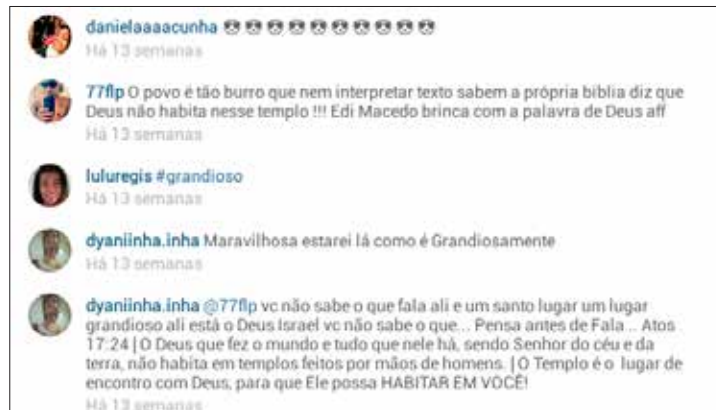 danielaaaacunha 😳 😳 😳 😳 😳 😳 😳 😳 😳 😳
Há 13 semanas
77flp O povo é tão burro que nem interpretar texto sabem a própria bíblia diz que
Deus não habita nesse templo !!! Edi Macedo brinca com a palavra de Deus aff
Há 13 semanas
luluregis #grandioso
Há 13 semanas
dyaniinha.inha Maravilhosa estarei lá como é Grandiosamente
Há 13 semanas
dyaniinha.inha @77flp vc não sabe o que fala ali e um santo lugar um lugar
grandioso ali está o Deus Israel vc não sabe o que... Pensa antes de Fala... Atos
17:24 | O Deus que fez o mundo e tudo que nele há, sendo Senhor do céu e da
terra, não habita em templos feitos por mãos de homens. | O Templo é o lugar de
encontro com Deus, para que Ele possa HABITAR EM VOCÊ!
Há 13 semanas